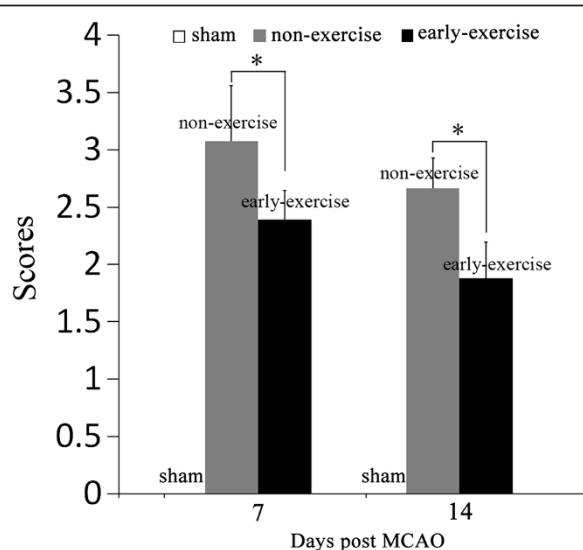 4
sham non-exercise early-exercise
*
3.5
non-exercise
*
3
non-exercise
2.5
early-exercise
early-exercise
2
Scores
1.5
1
0.5
sham
sham
0
7
14
Days post MCAO